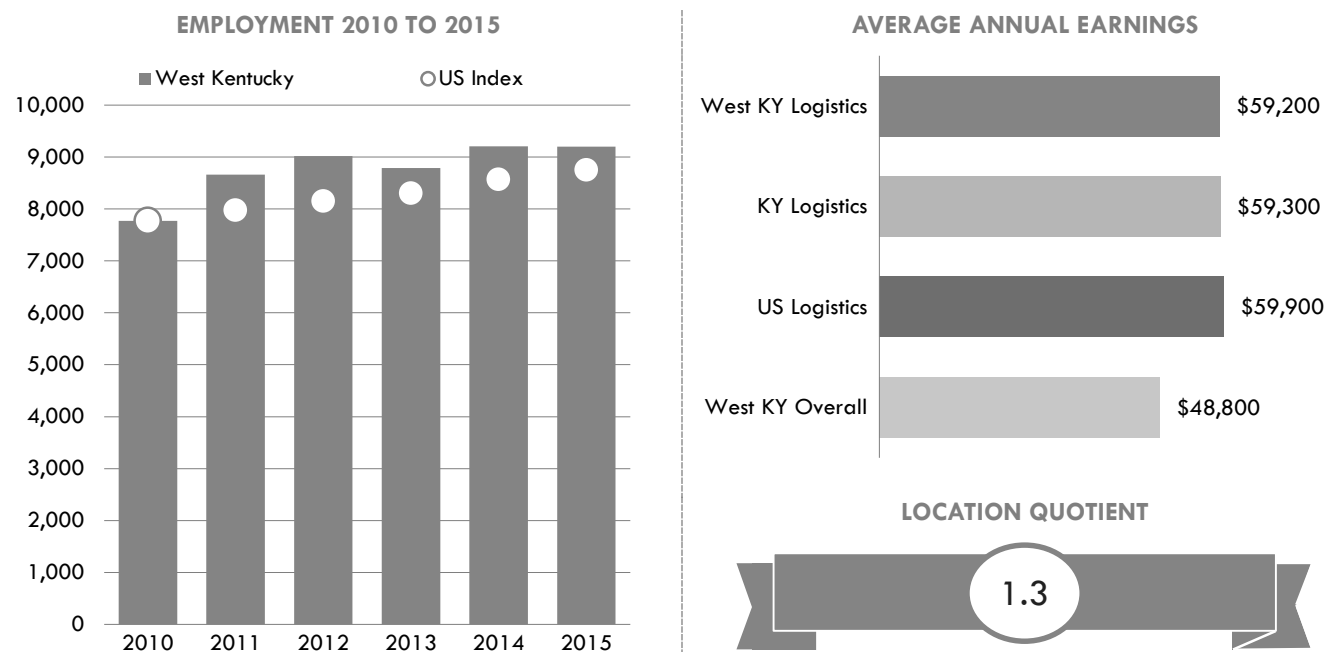 EMPLOYMENT 2010 TO 2015
West Kentucky
US Index
10,000
9,000
8,000
7,000
6,000
5,000
4,000
3,000
2,000
1,000
0
2010 2011 2012 2013 2014 2015
AVERAGE ANNUAL EARNINGS
West KY Logistics $59,200
KY Logistics $59,300
US Logistics $59,900
West KY Overall $48,800
LOCATION QUOTIENT
1.3